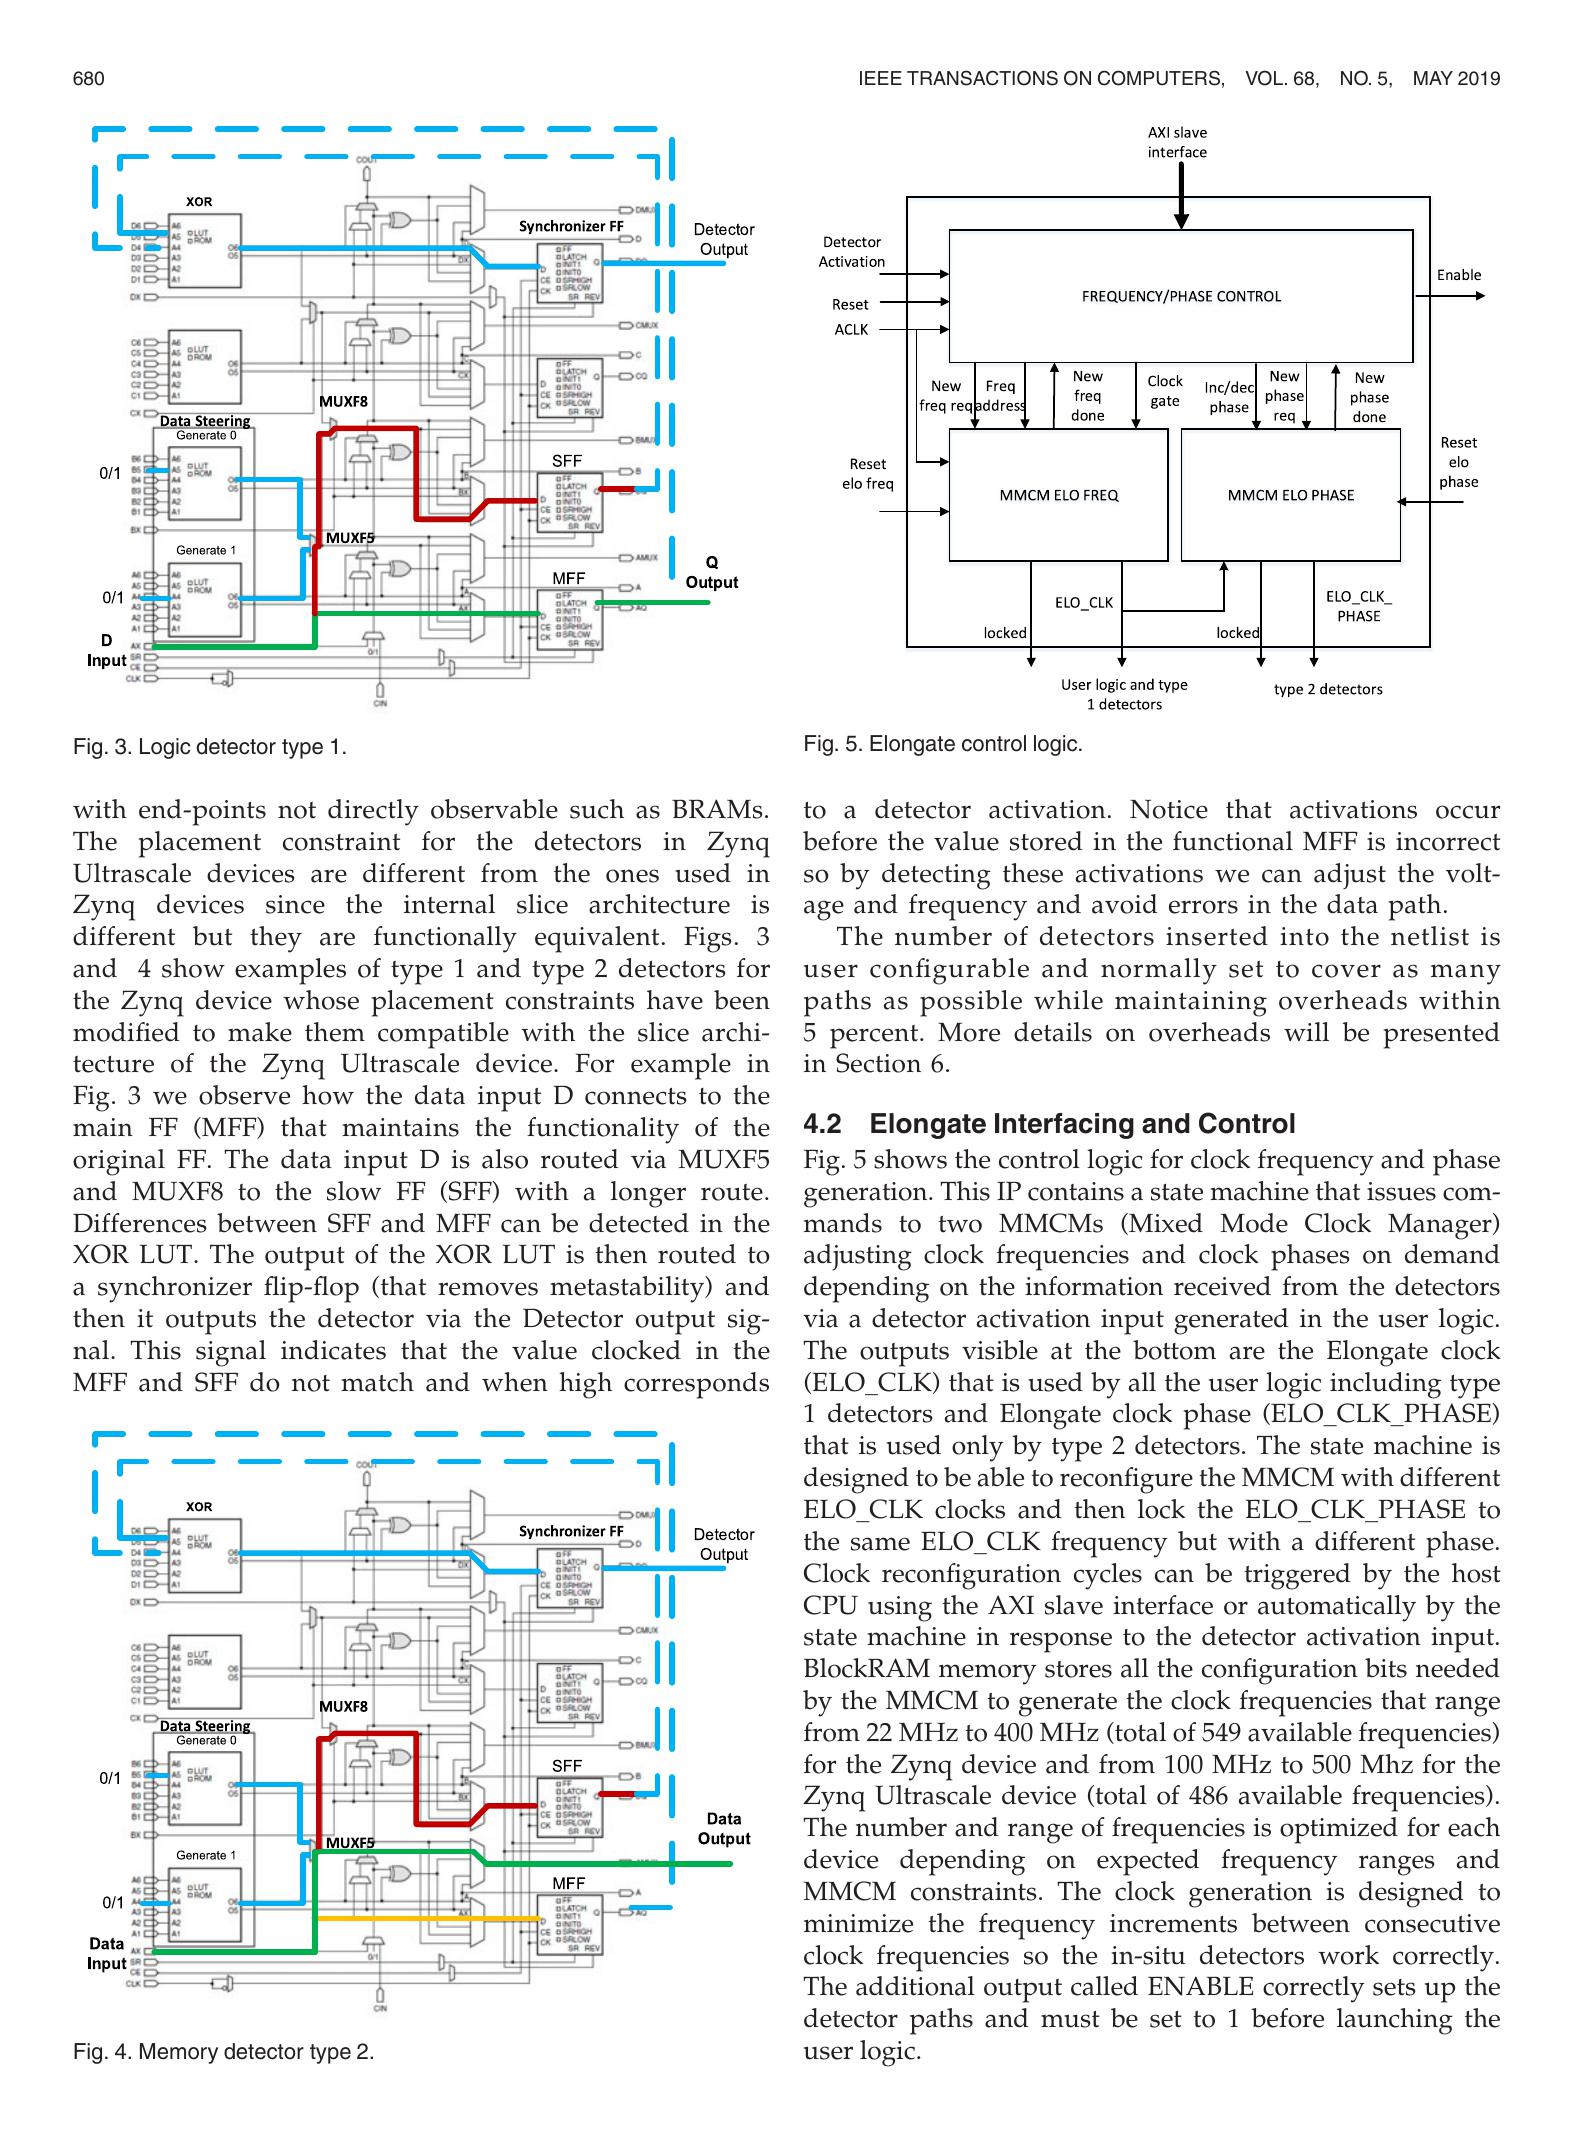 680
IEEE TRANSACTIONS ON COMPUTERS, VOL. 68, NO. 5, MAY 2019
XOR
Synchronizer FF
Detector
Output
MUXF8
Data Steering
Generate 0
0/1
SFF
MUXF5
Generate 1
0/1
MFF
Q
Output
D
Input
COUT
CIN
CLK
Fig. 3. Logic detector type 1.
with end-points not directly observable such as BRAMs.
The placement constraint for the detectors in Zynq
Ultrascale devices are different from the ones used in
Zynq devices since the internal slice architecture is
different but they are functionally equivalent. Figs. 3
and 4 show examples of type 1 and type 2 detectors for
the Zynq device whose placement constraints have been
modified to make them compatible with the slice archi-
tecture of the Zynq Ultrascale device. For example in
Fig. 3 we observe how the data input D connects to the
main FF (MFF) that maintains the functionality of the
original FF. The data input D is also routed via MUXF5
and MUXF8 to the slow FF (SFF) with a longer route.
Differences between SFF and MFF can be detected in the
XOR LUT. The output of the XOR LUT is then routed to
a synchronizer flip-flop (that removes metastability) and
then it outputs the detector via the Detector output sig-
nal. This signal indicates that the value clocked in the
MFF and SFF do not match and when high corresponds
XOR
Synchronizer FF
Detector
Output
MUXF8
Data Steering
Generate 0
0/1
SFF
Data
Output
MUXF5
Generate 1
0/1
MFF
Data
Input
COUT
CIN
CLK
Fig. 4. Memory detector type 2.
AXI slave
interface
Detector
Activation
Reset
ACLK
FREQUENCY/PHASE CONTROL
Enable
New
freq req
Freq
address
New
freq
done
Clock
gate
Inc/dec
phase
New
phase
req
New
phase
done
Reset
elo freq
MMCM ELO FREQ
MMCM ELO PHASE
Reset
elo
phase
ELO_CLK
ELO_CLK_
PHASE
locked
locked
User logic and type
1 detectors
type 2 detectors
Fig. 5. Elongate control logic.
to a detector activation. Notice that activations occur
before the value stored in the functional MFF is incorrect
so by detecting these activations we can adjust the volt-
age and frequency and avoid errors in the data path.
The number of detectors inserted into the netlist is
user configurable and normally set to cover as many
paths as possible while maintaining overheads within
5 percent. More details on overheads will be presented
in Section 6.
4.2 Elongate Interfacing and Control
Fig. 5 shows the control logic for clock frequency and phase
generation. This IP contains a state machine that issues com-
mands to two MMCMs (Mixed Mode Clock Manager)
adjusting clock frequencies and clock phases on demand
depending on the information received from the detectors
via a detector activation input generated in the user logic.
The outputs visible at the bottom are the Elongate clock
(ELO_CLK) that is used by all the user logic including type
1 detectors and Elongate clock phase (ELO_CLK_PHASE)
that is used only by type 2 detectors. The state machine is
designed to be able to reconfigure the MMCM with different
ELO_CLK clocks and then lock the ELO_CLK_PHASE to
the same ELO_CLK frequency but with a different phase.
Clock reconfiguration cycles can be triggered by the host
CPU using the AXI slave interface or automatically by the
state machine in response to the detector activation input.
BlockRAM memory stores all the configuration bits needed
by the MMCM to generate the clock frequencies that range
from 22 MHz to 400 MHz (total of 549 available frequencies)
for the Zynq device and from 100 MHz to 500 Mhz for the
Zynq Ultrascale device (total of 486 available frequencies).
The number and range of frequencies is optimized for each
device depending on expected frequency ranges and
MMCM constraints. The clock generation is designed to
minimize the frequency increments between consecutive
clock frequencies so the in-situ detectors work correctly.
The additional output called ENABLE correctly sets up the
detector paths and must be set to 1 before launching the
user logic.